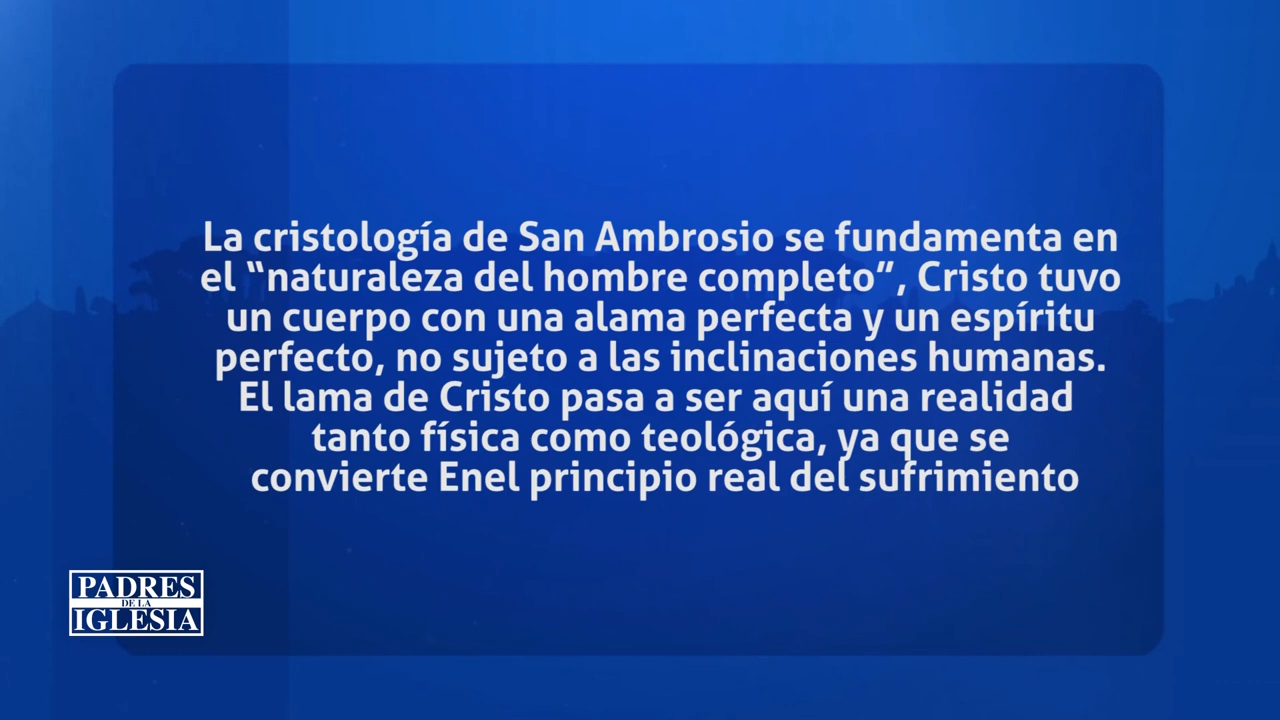 La cristología de San Ambrosio se fundamenta en
el “naturaleza del hombre completo”, Cristo tuvo
un cuerpo con una alama perfecta y un espíritu
perfecto, no sujeto a las inclinaciones humanas.
El lama de Cristo pasa a ser aquí una realidad
tanto física como teológica, ya que se
convierte Enel principio real del sufrimiento
PADRES
DE LA
IGLESIA